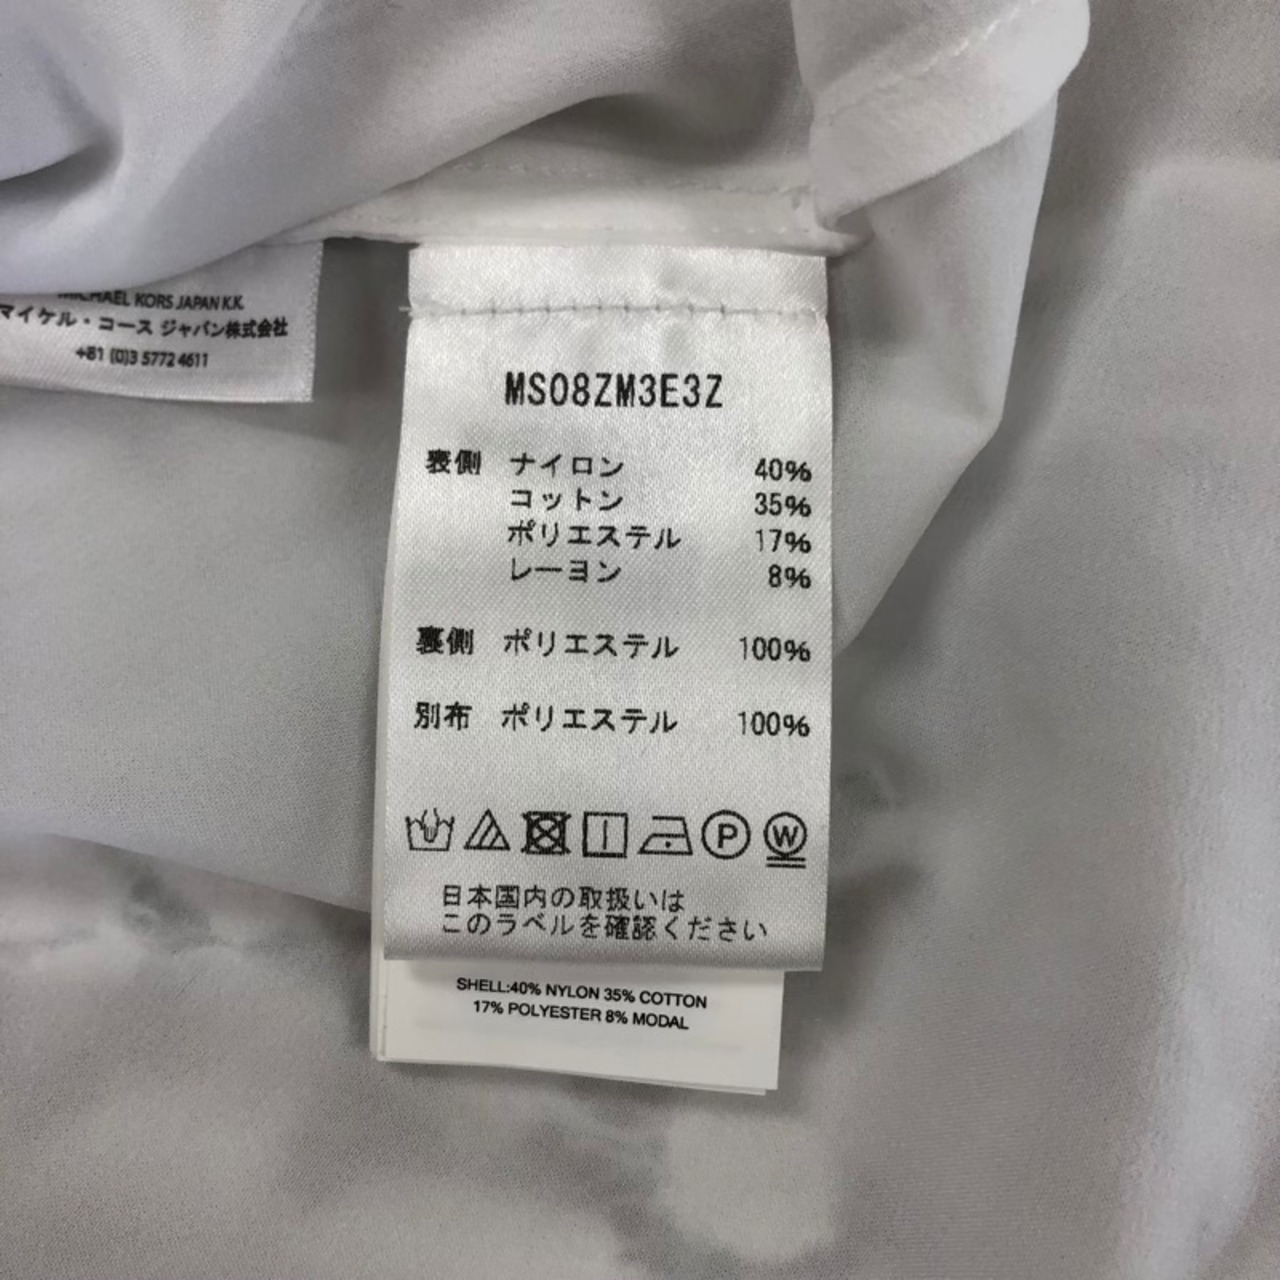 MICHAEL KORS JAPAN K.K.
マイケル・コース ジャパン株式会社
+81 (0)3 5772 4611
MS08ZM3E3Z
表側 ナイロン 40%
コットン 35%
ポリエステル 17%
レーヨン 8%
裏側 ポリエステル 100%
別布 ポリエステル 100%
P W
日本国内の取扱いは
このラベルを確認ください
SHELL:40% NYLON 35% COTTON
17% POLYESTER 8% MODAL